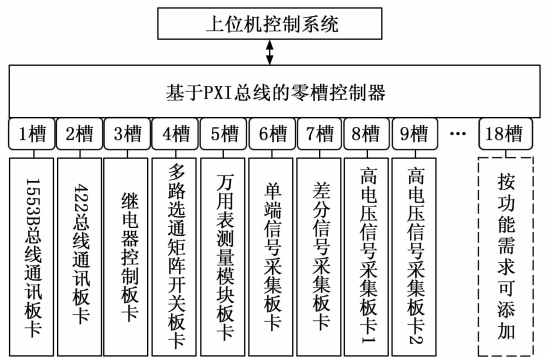 上位机控制系统
基于PXI总线的零槽控制器
1槽 2槽 3槽 4槽 5槽 6槽 7槽 8槽 9槽 … 18槽
1553B总线通讯板卡
422总线通讯板卡
继电器控制板卡
多路选通矩阵开关板卡
万用表测量模块板卡
单端信号采集板卡
差分信号采集板卡
高电压信号采集板卡1
高电压信号采集板卡2
按功能需求可添加